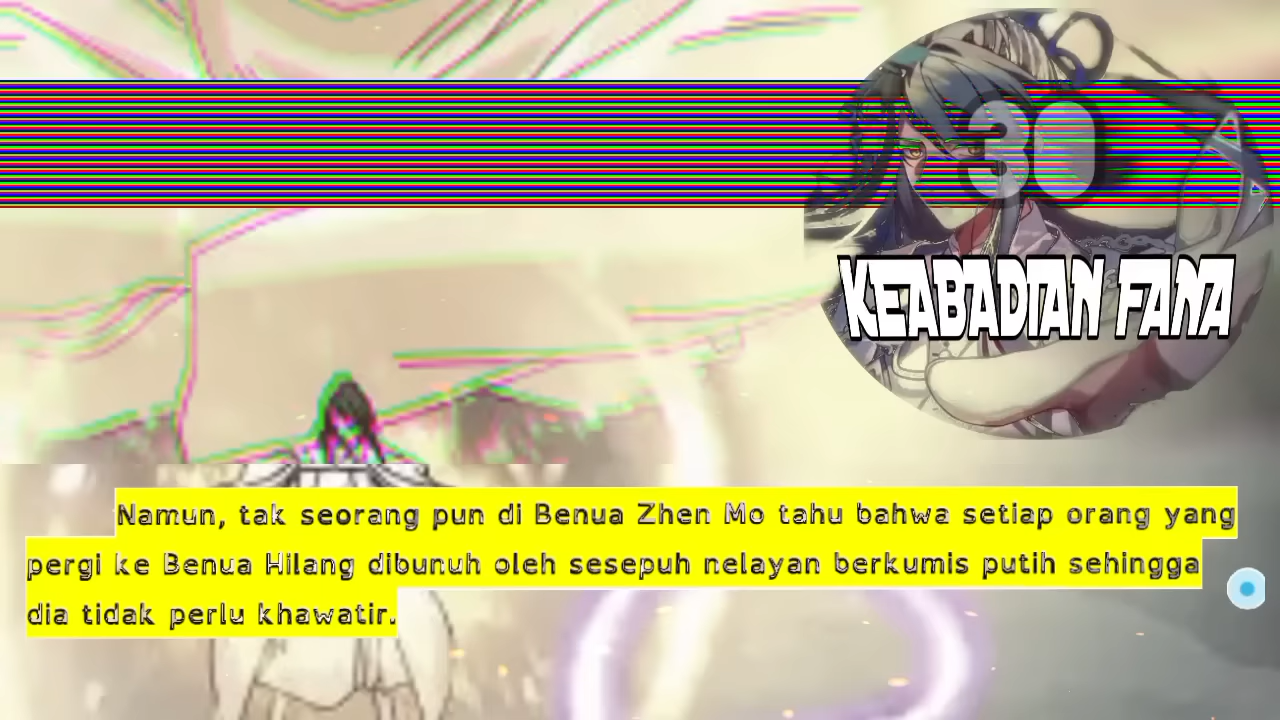 30
KEABADIAN FANA
Namun, tak seorang pun di Benua Zhen Mo tahu bahwa setiap orang yang
pergi ke Benua Hilang dibunuh oleh sesepuh nelayan berkumis putih sehingga
dia tidak perlu khawatir.